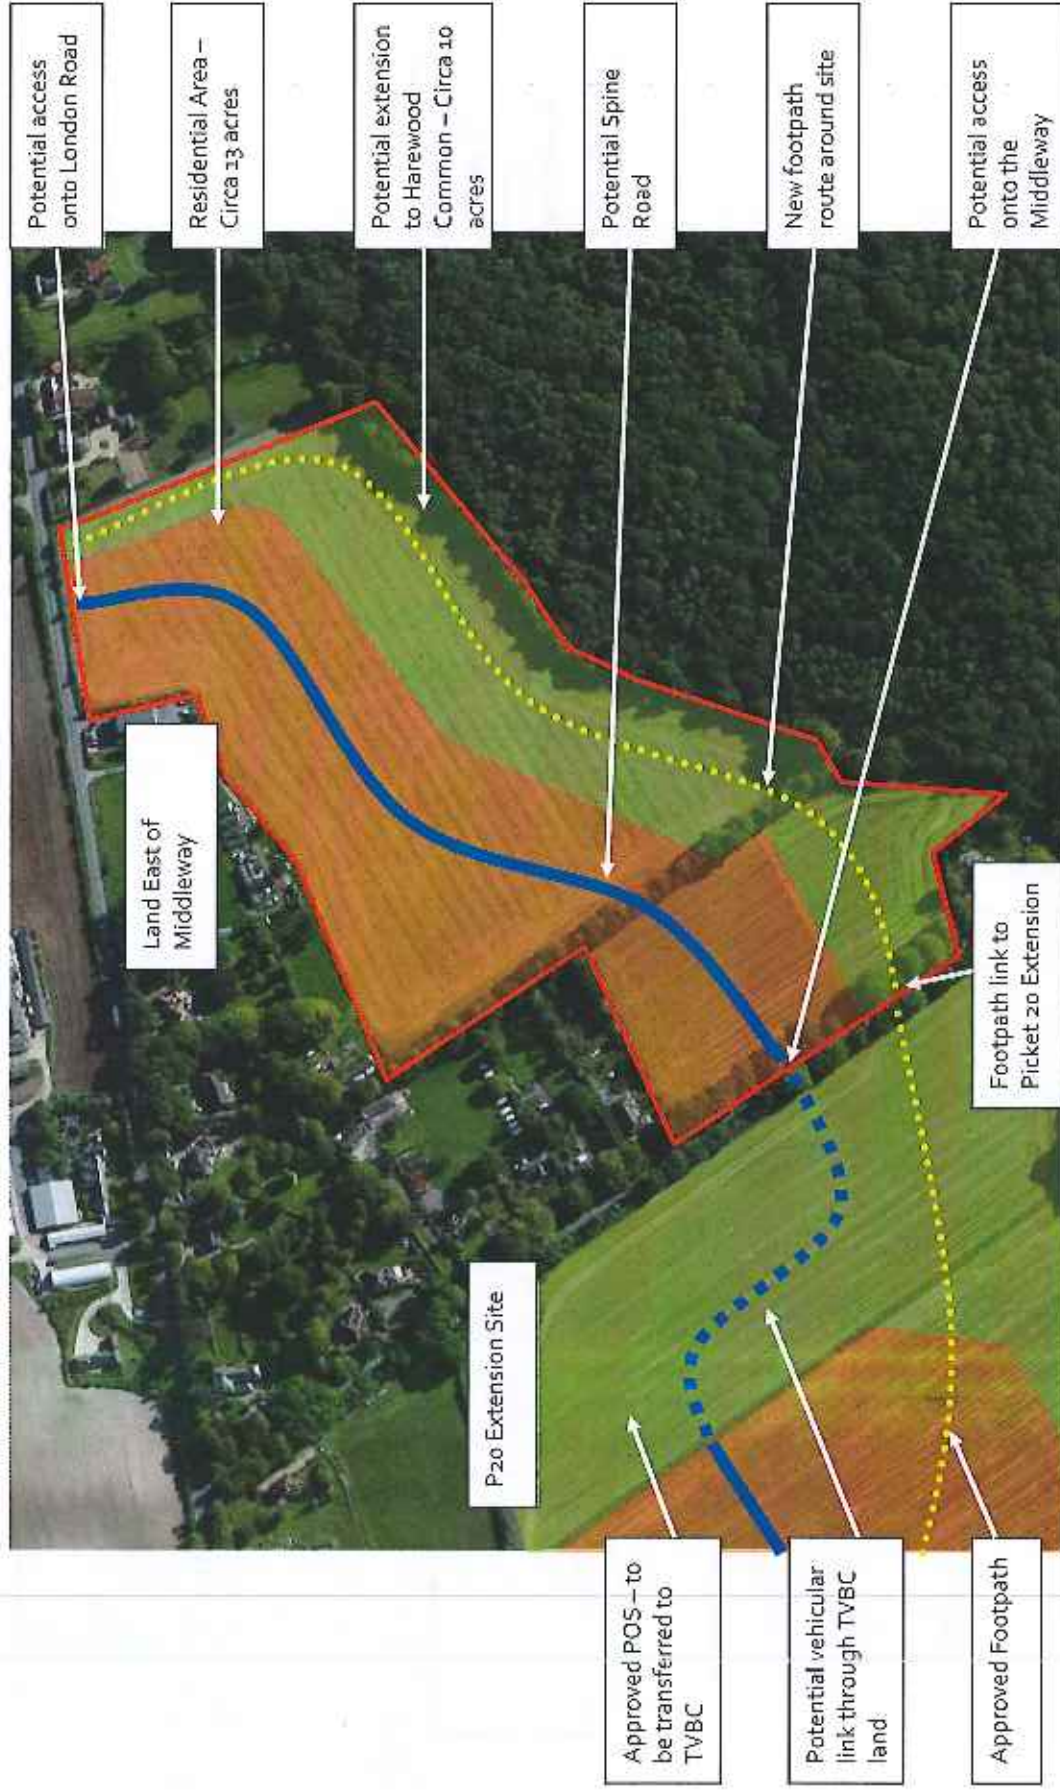 Potential access
onto London Road
Residential Area –
Circa 13 acres
Potential extension
to Harewood
Common – Circa 10
acres
Potential Spine
Road
New footpath
route around site
Potential access
onto the
Middleway
Land East of
Middleway
Footpath link to
Picket 20 Extension
P20 Extension Site
Approved POS – to
be transferred to
TVBC
Potential vehicular
link through TVBC
land
Approved Footpath